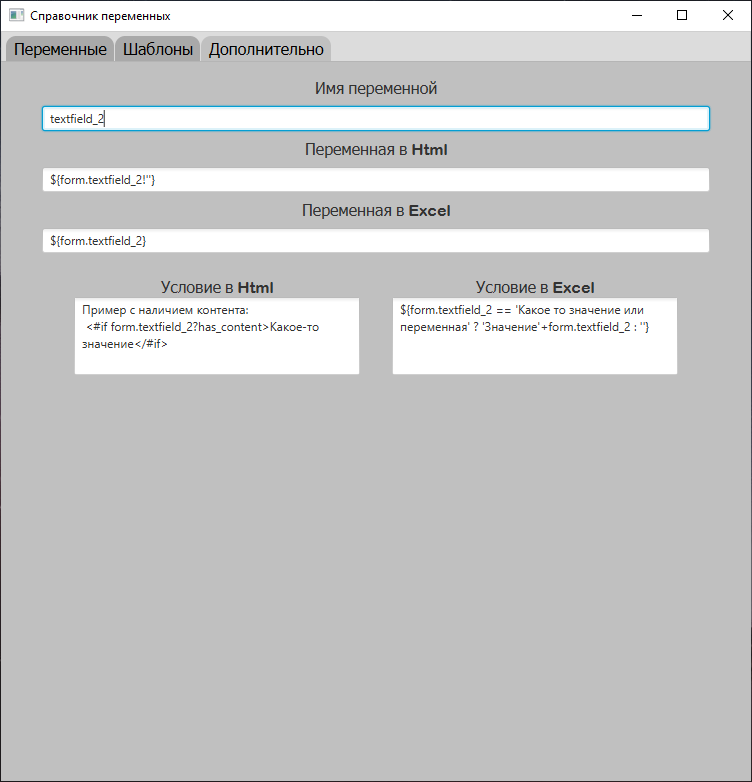 Справочник переменных
Переменные Шаблоны Дополнительно
Имя переменной
textfield_2
Переменная в Html
${form.textfield_2!''}
Переменная в Excel
${form.textfield_2}
Условие в Html
Пример с наличием контента:
<#if form.textfield_2?has_content>Какое-то
значение</#if>
Условие в Excel
${form.textfield_2 == 'Какое то значение или
переменная' ? 'Значение'+form.textfield_2 : ''}